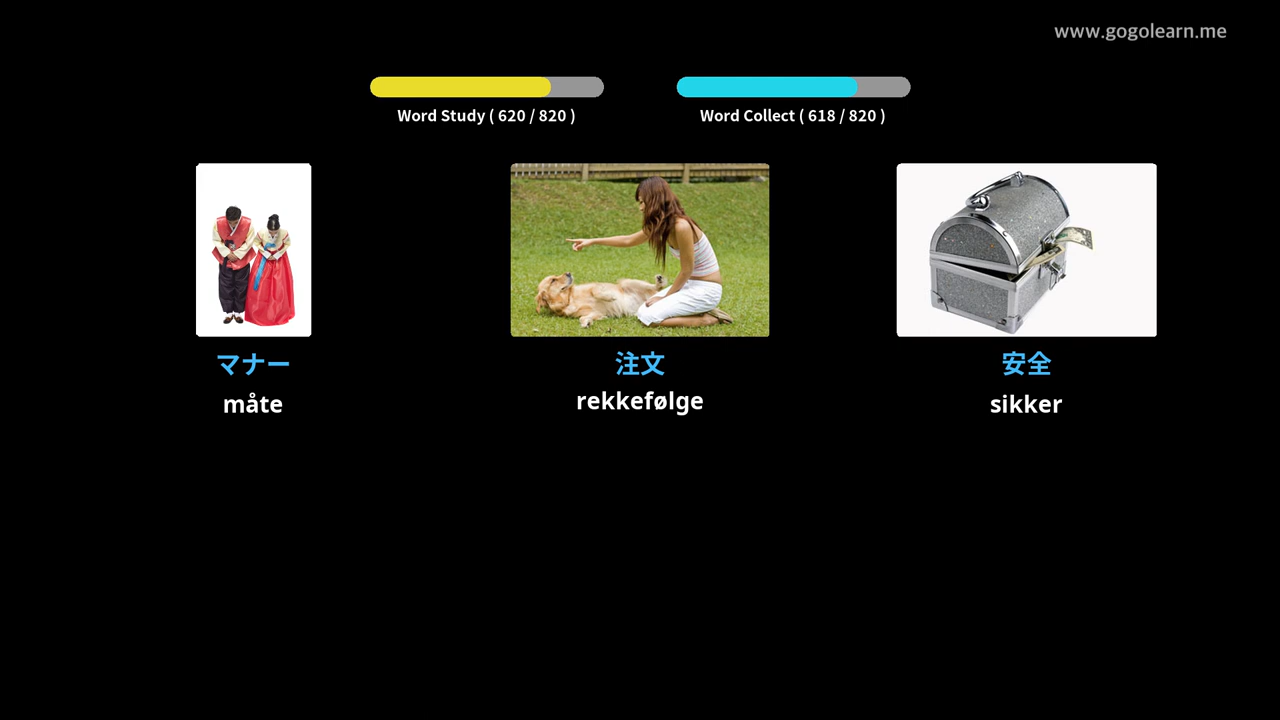 www.gogolearn.me
Word Study ( 620 / 820 )
Word Collect ( 618 / 820 )
マナー
注文
安全
måte
rekkefølge
sikker